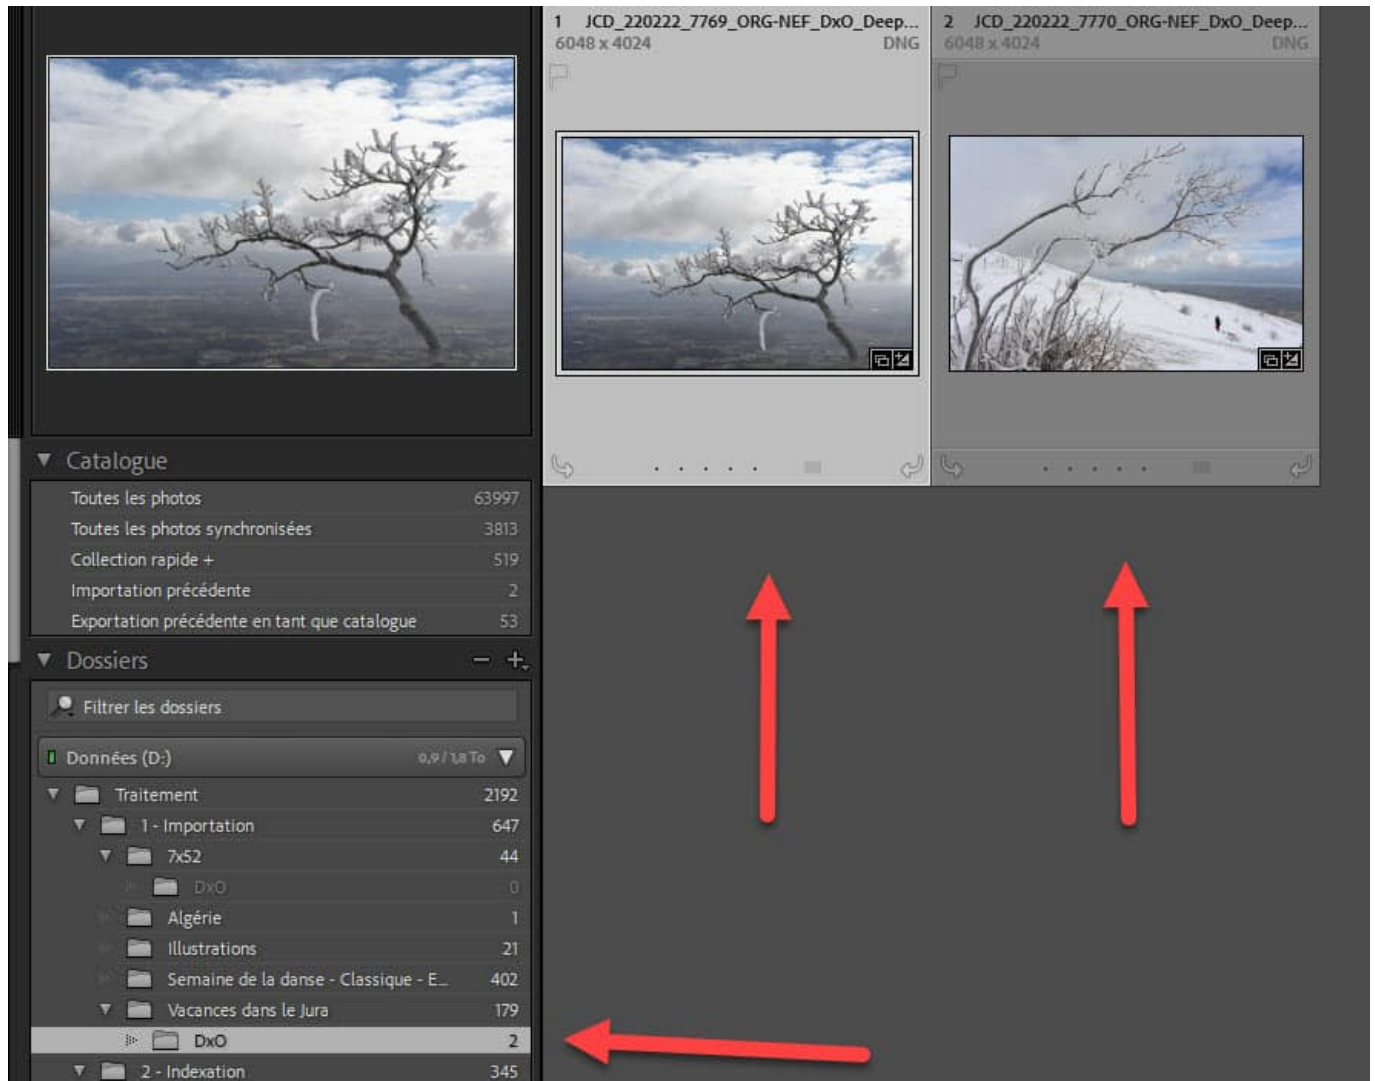 1 JCD_220222_7769_ORG-NEF_DxO_Deep...
6048 x 4024 DNG
2 JCD_220222_7770_ORG-NEF_DxO_Deep...
6048 x 4024 DNG
Catalogue
Toutes les photos 63997
Toutes les photos synchronisées 3813
Collection rapide + 519
Importation précédente 2
Exportation précédente en tant que catalogue 53
Dossiers
Filtrer les dossiers
Données (D:) 0,9 / 1,8 To
Traitement 2192
1 - Importation 647
7x52 44
DxO 0
Algérie 1
Illustrations 21
Semaine de la danse - Classique - E... 402
Vacances dans le Jura 179
DxO 2
2 - Indexation 345